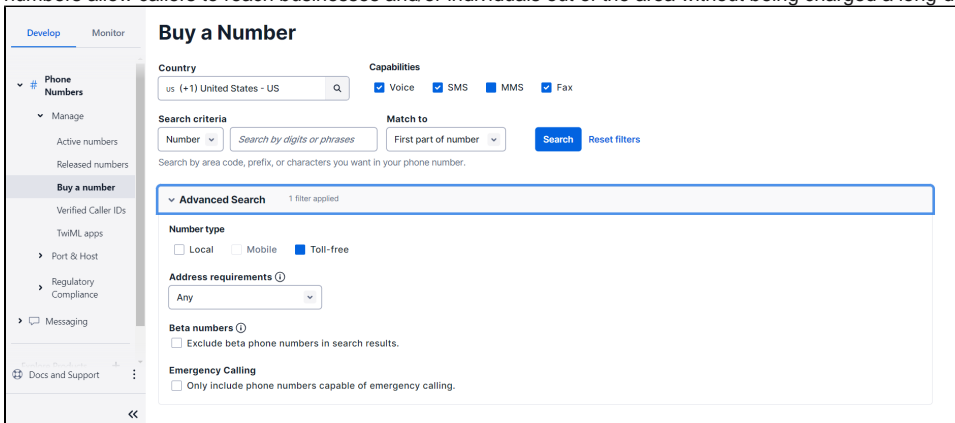 Develop Monitor
Phone Numbers
Manage
Active numbers
Released numbers
Buy a number
Verified Caller IDs
TwiML apps
Port & Host
Regulatory Compliance
Messaging
Docs and Support
Buy a Number
Country
Capabilities
US (+1) United States - US
Voice SMS MMS Fax
Search criteria
Match to
Number Search by digits or phrases First part of number Search Reset filters
Search by area code, prefix, or characters you want in your phone number.
Advanced Search 1 filter applied
Number type
Local Mobile Toll-free
Address requirements
Any
Beta numbers
Exclude beta phone numbers in search results.
Emergency Calling
Only include phone numbers capable of emergency calling.